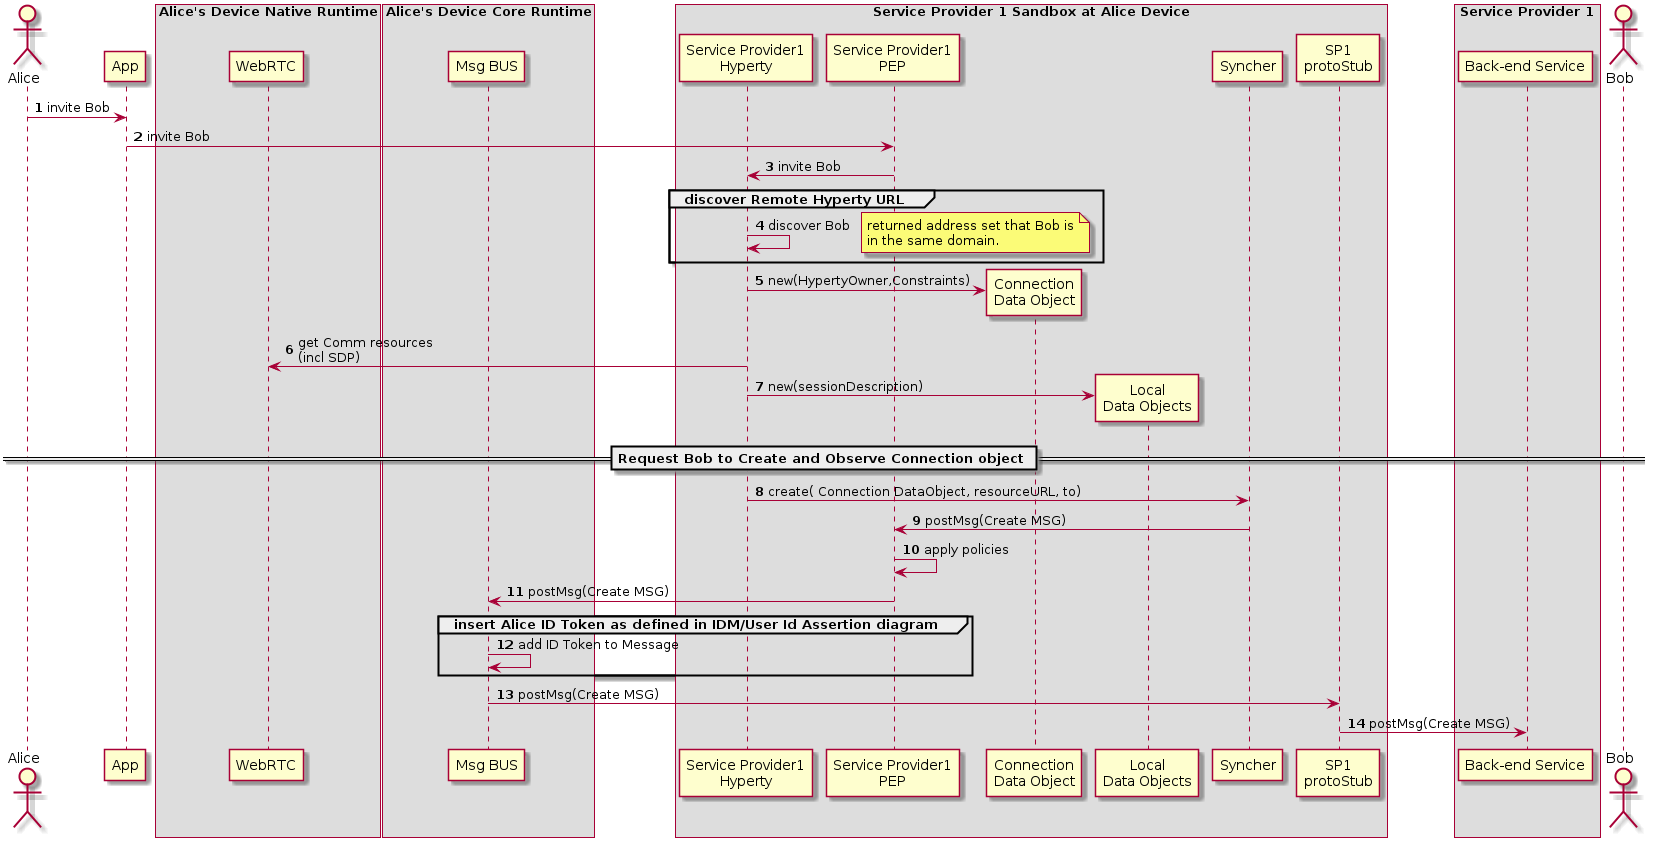 Alice's Device Native Runtime
Alice's Device Core Runtime
Service Provider 1 Sandbox at Alice Device
Service Provider 1
Alice
App
WebRTC
Msg BUS
Service Provider1
Hyperty
Service Provider1
PEP
Syncher
SP1
protoStub
Back-end Service
Bob
1 invite Bob
2 invite Bob
3 invite Bob
discover Remote Hyperty URL
4 discover Bob
returned address set that Bob is
in the same domain.
5 new(HypertyOwner,Constraints)
Connection
Data Object
6 get Comm resources
(incl SDP)
7 new(sessionDescription)
Local
Data Objects
Request Bob to Create and Observe Connection object
8 create( Connection DataObject, resourceURL, to)
9 postMsg(Create MSG)
10 apply policies
11 postMsg(Create MSG)
insert Alice ID Token as defined in IDM/User Id Assertion diagram
12 add ID Token to Message
13 postMsg(Create MSG)
14 postMsg(Create MSG)
Alice
App
WebRTC
Msg BUS
Service Provider1
Hyperty
Service Provider1
PEP
Connection
Data Object
Local
Data Objects
Syncher
SP1
protoStub
Back-end Service
Bob